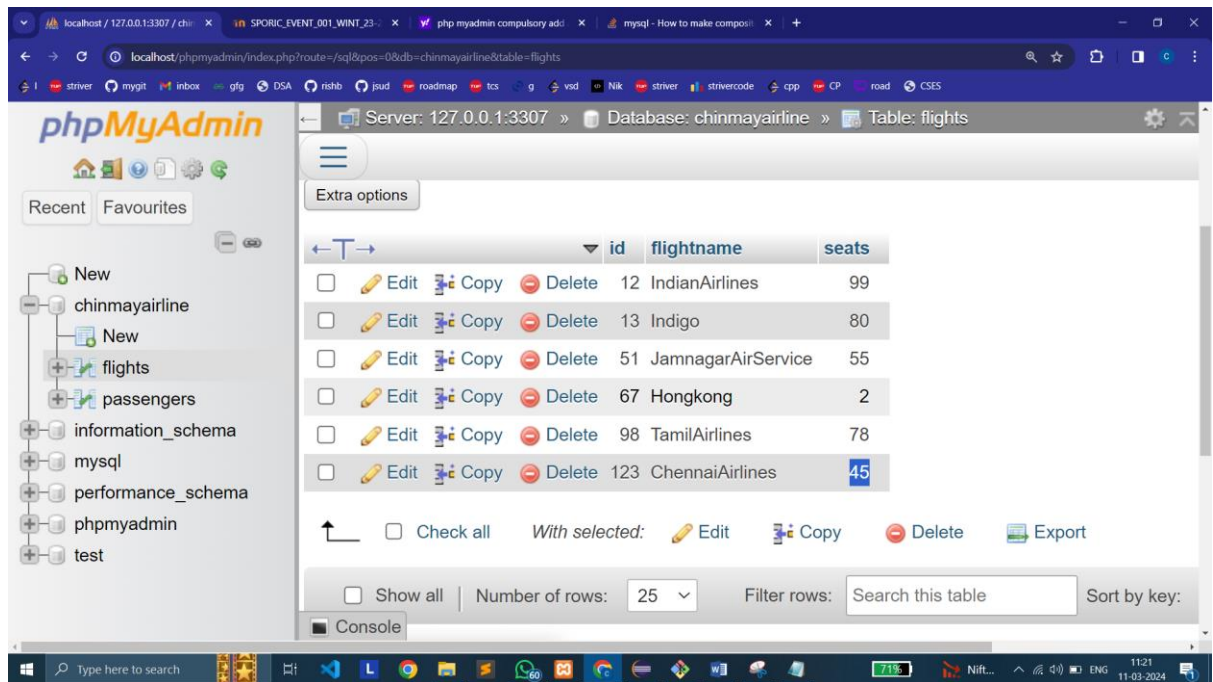 localhost / 127.0.0.1:3307 / chin
SPORIC_EVENT_001_WINT_23-
php myadmin compulsory add
mysql - How to make composit
localhost/phpmyadmin/index.php?route=/sql&pos=0&db=chinmayairline&table=flights
l striver mygit inbox gfg DSA rishb jsud roadmap tcs g vsd Nik striver strivercode cpp CP road CSES
phpMyAdmin
Recent Favourites
New
chinmayairline
New
flights
passengers
information_schema
mysql
performance_schema
phpmyadmin
test
Server: 127.0.0.1:3307 » Database: chinmayairline » Table: flights
Extra options
id flightname seats
Edit Copy Delete 12 IndianAirlines 99
Edit Copy Delete 13 Indigo 80
Edit Copy Delete 51 JamnagarAirService 55
Edit Copy Delete 67 Hongkong 2
Edit Copy Delete 98 TamilAirlines 78
Edit Copy Delete 123 ChennaiAirlines 45
Check all With selected: Edit Copy Delete Export
Show all | Number of rows: 25 Filter rows: Search this table Sort by key:
Console
Type here to search 71% Nift... ENG 11:21
11-03-2024